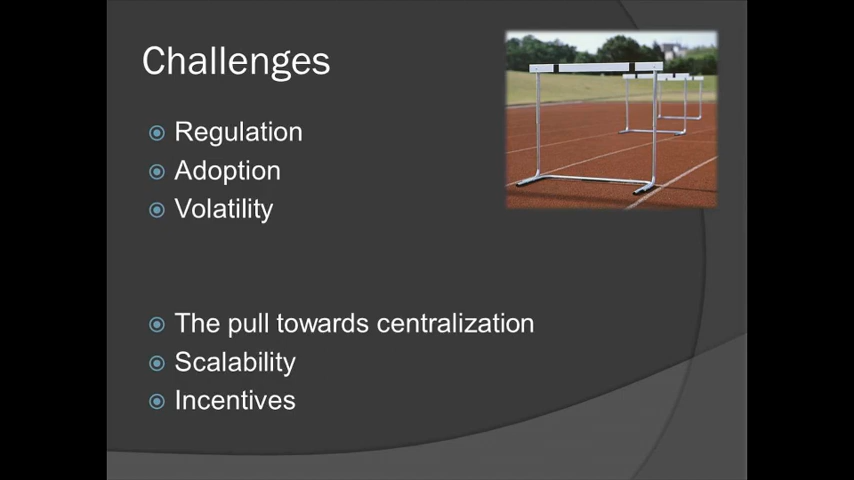 Challenges
Regulation
Adoption
Volatility
The pull towards centralization
Scalability
Incentives